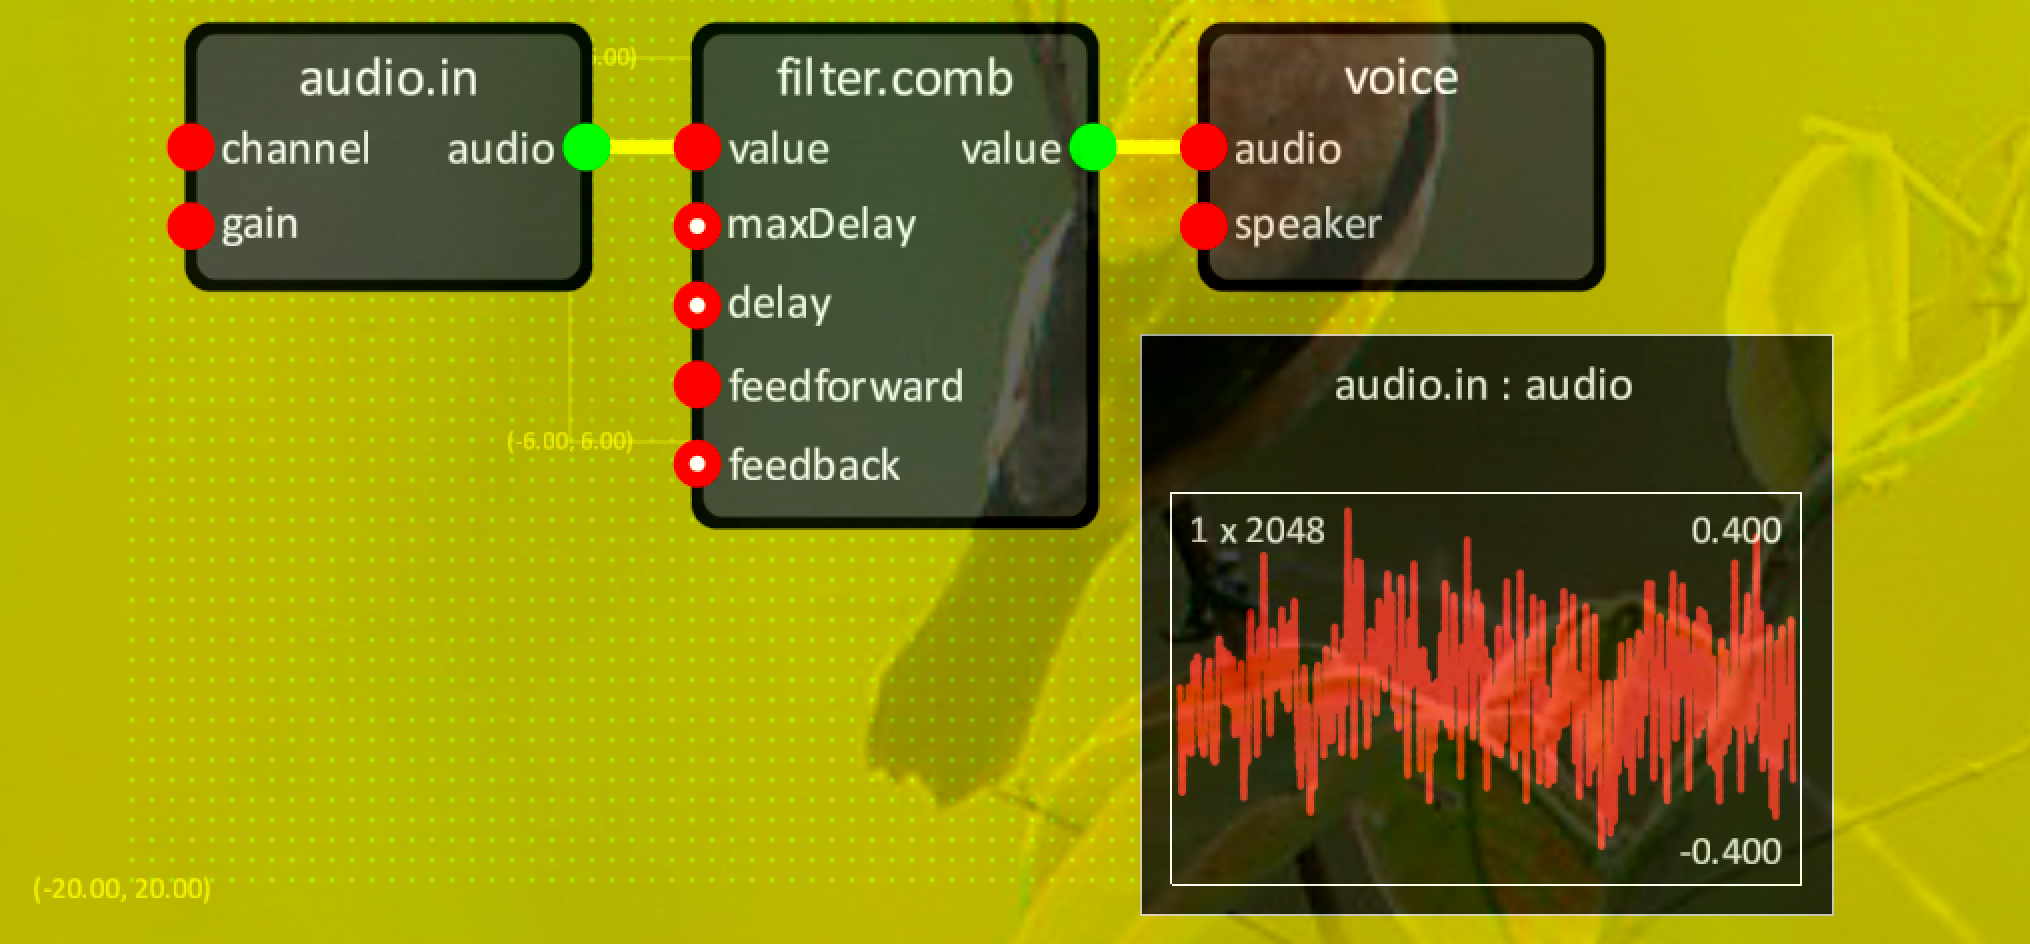 audio.in
channel audio
gain
5.00)
filter.comb
value value
maxDelay
delay
feedforward
feedback
voice
audio
speaker
(-6.00, 6.00)
audio.in : audio
1 x 2048 0.400
-0.400
(-20.00, 20.00)